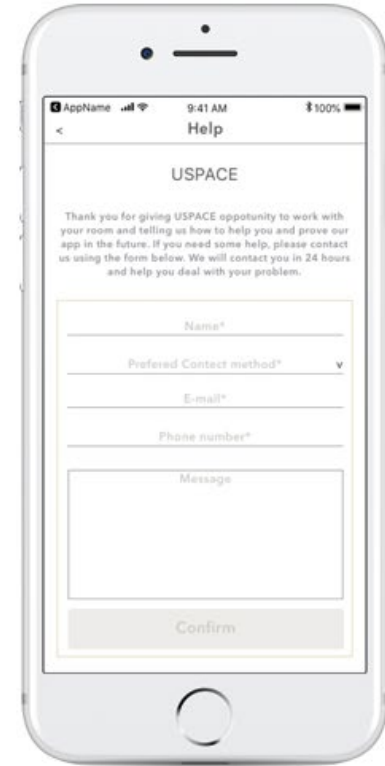 AppName 9:41 AM 100%
< Help
USPACE
Thank you for giving USPACE oppotunity to work with
your room and telling us how to help you and prove our
app in the future. If you need some help, please contact
us using the form below. We will contact you in 24 hours
and help you deal with your problem.
Name*
Prefered Contect method* v
E-mail*
Phone number*
Message
Confirm